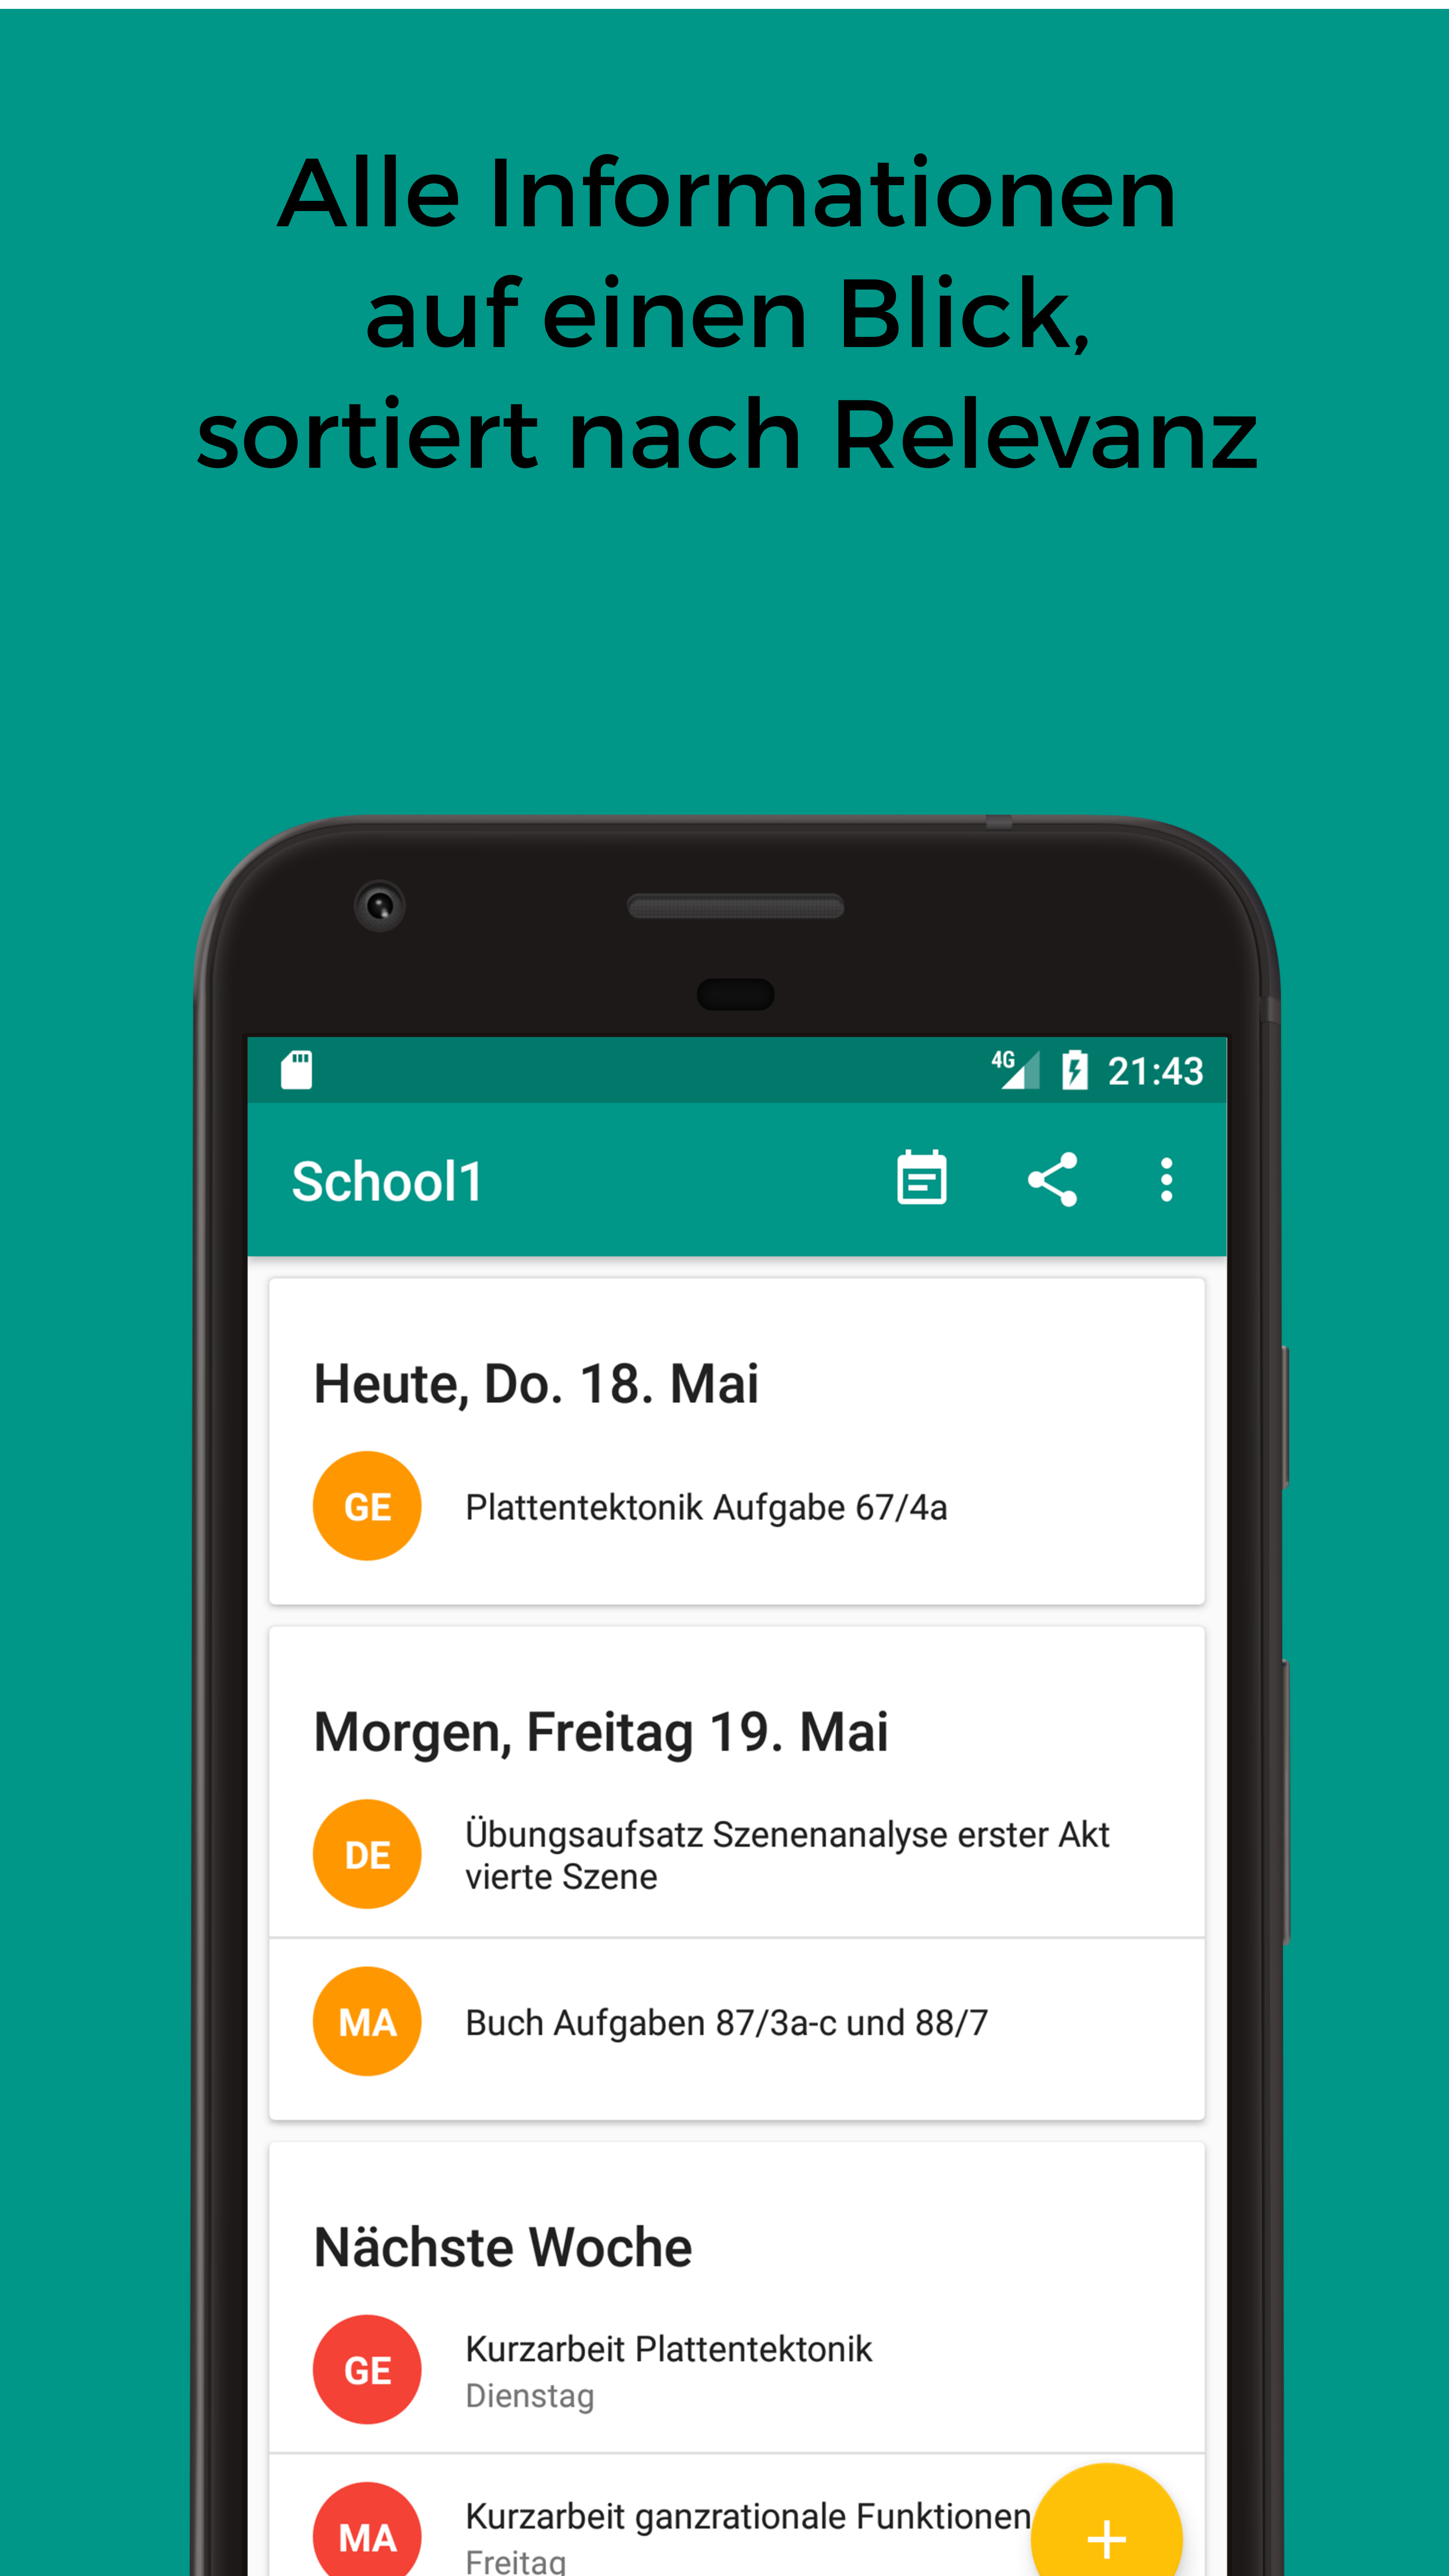 Alle Informationen
auf einen Blick,
sortiert nach Relevanz
4G 21:43
School1
Heute, Do. 18. Mai
GE Plattentektonik Aufgabe 67/4a
Morgen, Freitag 19. Mai
DE Übungsaufsatz Szenenanalyse erster Akt
vierte Szene
MA Buch Aufgaben 87/3a-c und 88/7
Nächste Woche
GE Kurzarbeit Plattentektonik
Dienstag
MA Kurzarbeit ganzrationale Funktionen
Freitag